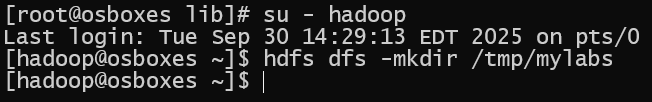 [root@osboxes lib]# su - hadoop
Last login: Tue Sep 30 14:29:13 EDT 2025 on pts/0
[hadoop@osboxes ~]$ hdfs dfs -mkdir /tmp/mylabs
[hadoop@osboxes ~]$